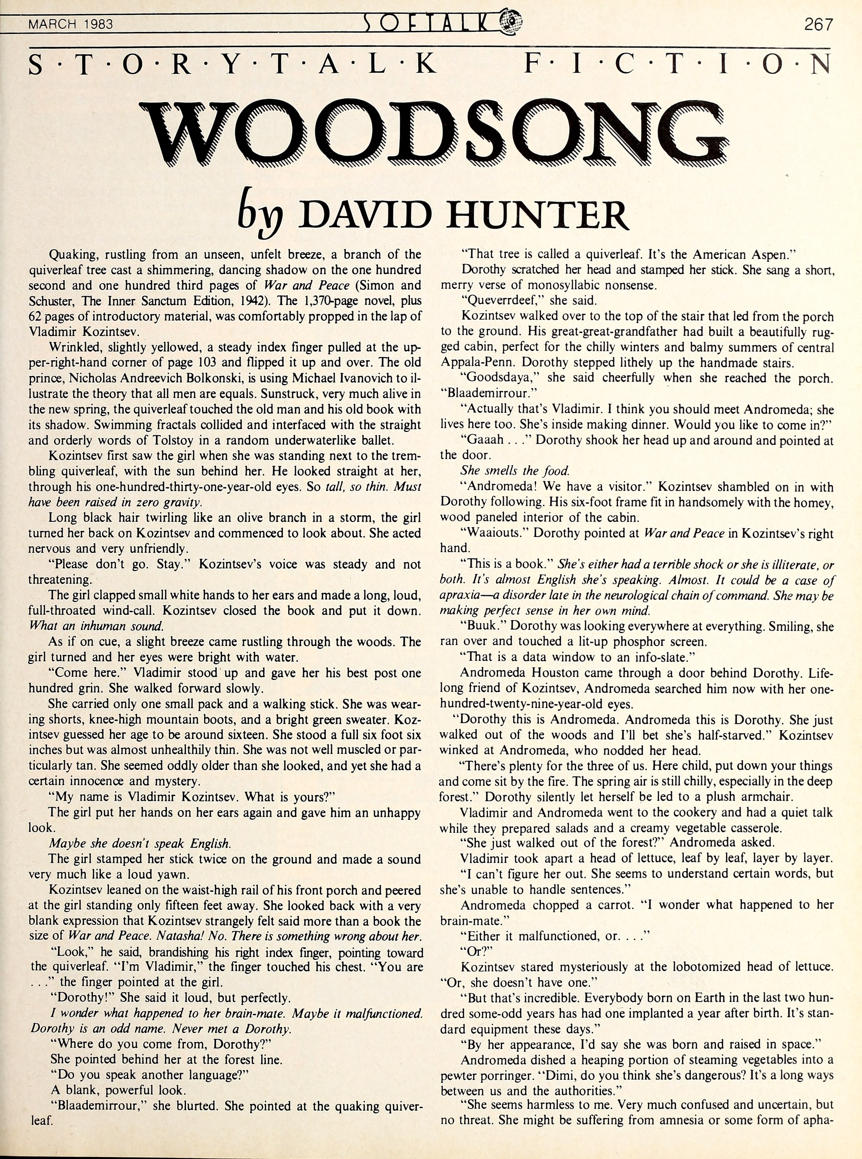 MARCH 1983
SOFTALK
267
S·T·O·R·Y·T·A·L·K F·I·C·T·I·O·N
WOODSONG
by DAVID HUNTER
Quaking, rustling from an unseen, unfelt breeze, a branch of the
quiverleaf tree cast a shimmering, dancing shadow on the one hundred
second and one hundred third pages of War and Peace (Simon and
Schuster, The Inner Sanctum Edition, 1942). The 1,370-page novel, plus
62 pages of introductory material, was comfortably propped in the lap of
Vladimir Kozintsev.
Wrinkled, slightly yellowed, a steady index finger pulled at the up-
per-right-hand corner of page 103 and flipped it up and over. The old
prince, Nicholas Andreevich Bolkonski, is using Michael Ivanovich to il-
lustrate the theory that all men are equals. Sunstruck, very much alive in
the new spring, the quiverleaf touched the old man and his old book with
its shadow. Swimming fractals collided and interfaced with the straight
and orderly words of Tolstoy in a random underwaterlike ballet.
Kozintsev first saw the girl when she was standing next to the trem-
bling quiverleaf, with the sun behind her. He looked straight at her,
through his one-hundred-thirty-one-year-old eyes. So tall, so thin. Must
have been raised in zero gravity.
Long black hair twirling like an olive branch in a storm, the girl
turned her back on Kozintsev and commenced to look about. She acted
nervous and very unfriendly.
"Please don't go. Stay." Kozintsev's voice was steady and not
threatening.
The girl clapped small white hands to her ears and made a long, loud,
full-throated wind-call. Kozintsev closed the book and put it down.
What an inhuman sound.
As if on cue, a slight breeze came rustling through the woods. The
girl turned and her eyes were bright with water.
"Come here." Vladimir stood up and gave her his best post one
hundred grin. She walked forward slowly.
She carried only one small pack and a walking stick. She was wear-
ing shorts, knee-high mountain boots, and a bright green sweater. Koz-
intsev guessed her age to be around sixteen. She stood a full six foot six
inches but was almost unhealthily thin. She was not well muscled or par-
ticularly tan. She seemed oddly older than she looked, and yet she had a
certain innocence and mystery.
"My name is Vladimir Kozintsev. What is yours?"
The girl put her hands on her ears again and gave him an unhappy
look.
Maybe she doesn't speak English.
The girl stamped her stick twice on the ground and made a sound
very much like a loud yawn.
Kozintsev leaned on the waist-high rail of his front porch and peered
at the girl standing only fifteen feet away. She looked back with a very
blank expression that Kozintsev strangely felt said more than a book the
size of War and Peace. Natasha! No. There is something wrong about her.
"Look," he said, brandishing his right index finger, pointing toward
the quiverleaf. "I'm Vladimir," the finger touched his chest. "You are
. . ." the finger pointed at the girl.
"Dorothy!" She said it loud, but perfectly.
I wonder what happened to her brain-mate. Maybe it malfunctioned.
Dorothy is an odd name. Never met a Dorothy.
"Where do you come from, Dorothy?"
She pointed behind her at the forest line.
"Do you speak another language?"
A blank, powerful look.
"Blaademirrour," she blurted. She pointed at the quaking quiver-
leaf.
"That tree is called a quiverleaf. It's the American Aspen."
Dorothy scratched her head and stamped her stick. She sang a short,
merry verse of monosyllabic nonsense.
"Queverrdeef," she said.
Kozintsev walked over to the top of the stair that led from the porch
to the ground. His great-great-grandfather had built a beautifully rug-
ged cabin, perfect for the chilly winters and balmy summers of central
Appala-Penn. Dorothy stepped lithely up the handmade stairs.
"Goodsdaya," she said cheerfully when she reached the porch.
"Blaademirrour."
"Actually that's Vladimir. I think you should meet Andromeda; she
lives here too. She's inside making dinner. Would you like to come in?"
"Gaaah . . ." Dorothy shook her head up and around and pointed at
the door.
She smells the food.
"Andromeda! We have a visitor." Kozintsev shambled on in with
Dorothy following. His six-foot frame fit in handsomely with the homey,
wood paneled interior of the cabin.
"Waaiouts." Dorothy pointed at War and Peace in Kozintsev's right
hand.
"This is a book." She's either had a terrible shock or she is illiterate, or
both. It's almost English she's speaking. Almost. It could be a case of
apraxia—a disorder late in the neurological chain of command. She may be
making perfect sense in her own mind.
"Buuk." Dorothy was looking everywhere at everything. Smiling, she
ran over and touched a lit-up phosphor screen.
"That is a data window to an info-slate."
Andromeda Houston came through a door behind Dorothy. Life-
long friend of Kozintsev, Andromeda searched him now with her one-
hundred-twenty-nine-year-old eyes.
"Dorothy this is Andromeda. Andromeda this is Dorothy. She just
walked out of the woods and I'll bet she's half-starved." Kozintsev
winked at Andromeda, who nodded her head.
"There's plenty for the three of us. Here child, put down your things
and come sit by the fire. The spring air is still chilly, especially in the deep
forest." Dorothy silently let herself be led to a plush armchair.
Vladimir and Andromeda went to the cookery and had a quiet talk
while they prepared salads and a creamy vegetable casserole.
"She just walked out of the forest?" Andromeda asked.
Vladimir took apart a head of lettuce, leaf by leaf, layer by layer.
"I can't figure her out. She seems to understand certain words, but
she's unable to handle sentences."
Andromeda chopped a carrot. "I wonder what happened to her
brain-mate."
"Either it malfunctioned, or. . . ."
"Or?"
Kozintsev stared mysteriously at the lobotomized head of lettuce.
"Or, she doesn't have one."
"But that's incredible. Everybody born on Earth in the last two hun-
dred some-odd years has had one implanted a year after birth. It's stan-
dard equipment these days."
"By her appearance, I'd say she was born and raised in space."
Andromeda dished a heaping portion of steaming vegetables into a
pewter porringer. "Dimi, do you think she's dangerous? It's a long ways
between us and the authorities."
"She seems harmless to me. Very much confused and uncertain, but
no threat. She might be suffering from amnesia or some form of apha-